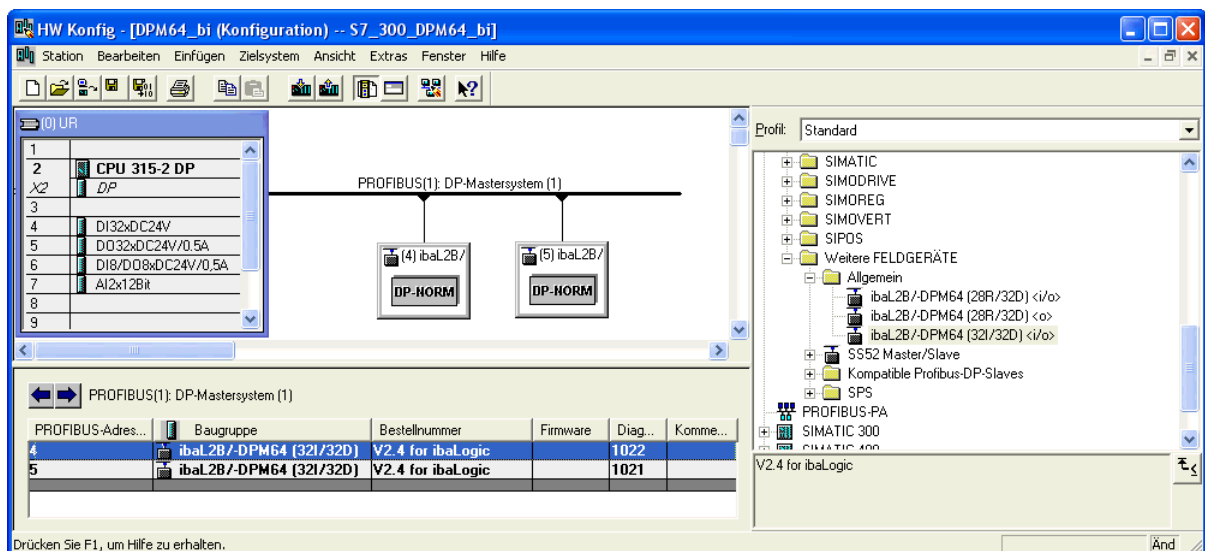 HW Konfig - [DPM64_bi (Konfiguration) -- S7_300_DPM64_bi]
Station Bearbeiten Einfügen Zielsystem Ansicht Extras Fenster Hilfe
(0) UR
1
2 CPU 315-2 DP
X2 DP
3
4 DI32xDC24V
5 DO32xDC24V/0.5A
6 DI8/DO8xDC24V/0,5A
7 AI2x12Bit
8
9
PROFIBUS(1): DP-Mastersystem (1)
(4) ibaL2B/
DP-NORM
(5) ibaL2B/
DP-NORM
Profil: Standard
SIMATIC
SIMODRIVE
SIMOREG
SIMOVERT
SIPOS
Weitere FELDGERÄTE
Allgemein
ibaL2B/-DPM64 (28R/32D) <i/o>
ibaL2B/-DPM64 (28R/32D) <o>
ibaL2B/-DPM64 (32I/32D) <i/o>
SS52 Master/Slave
Kompatible Profibus-DP-Slaves
SPS
PROFIBUS-PA
SIMATIC 300
SIMATIC 400
V2.4 for ibaLogic
PROFIBUS(1): DP-Mastersystem (1)
PROFIBUS-Adres... Baugruppe Bestellnummer Firmware Diag... Komme...
4 ibaL2B/-DPM64 (32I/32D) V2.4 for ibaLogic 1022
5 ibaL2B/-DPM64 (32I/32D) V2.4 for ibaLogic 1021
Drücken Sie F1, um Hilfe zu erhalten.
Änd